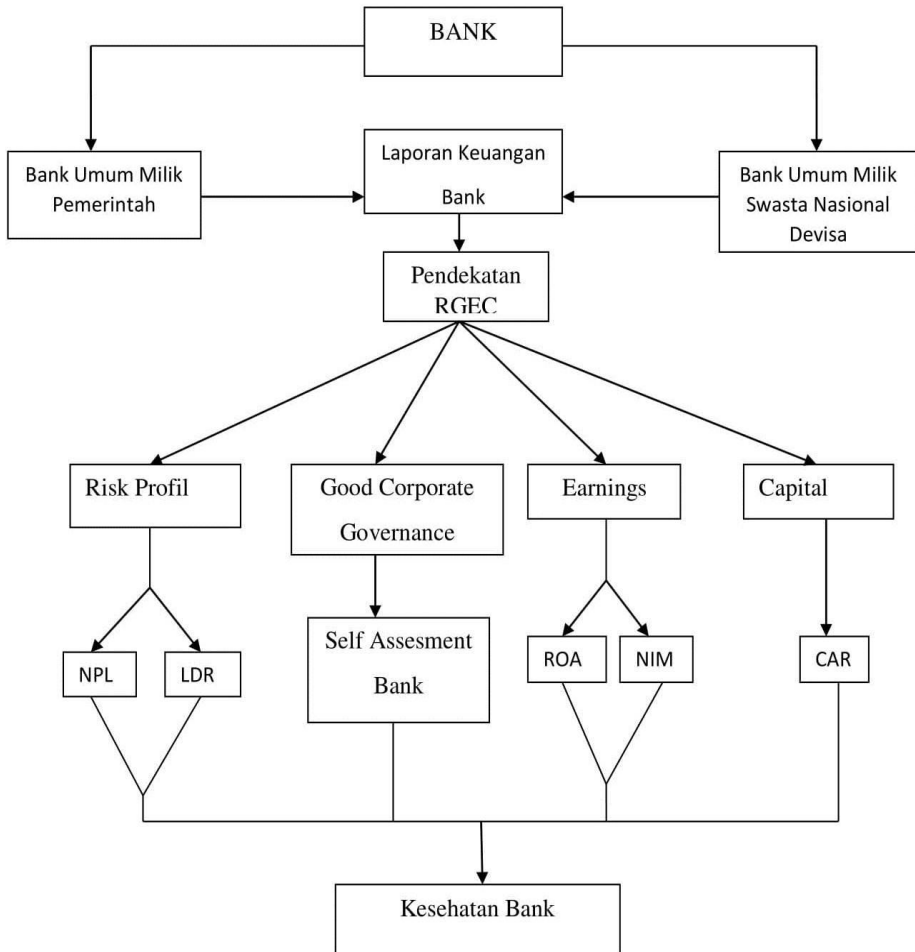 BANK
Bank Umum Milik
Pemerintah
Laporan Keuangan
Bank
Bank Umum Milik
Swasta Nasional
Devisa
Pendekatan
RGEC
Risk Profil
Good Corporate
Governance
Earnings
Capital
NPL
LDR
Self Assesment
Bank
ROA
NIM
CAR
Kesehatan Bank